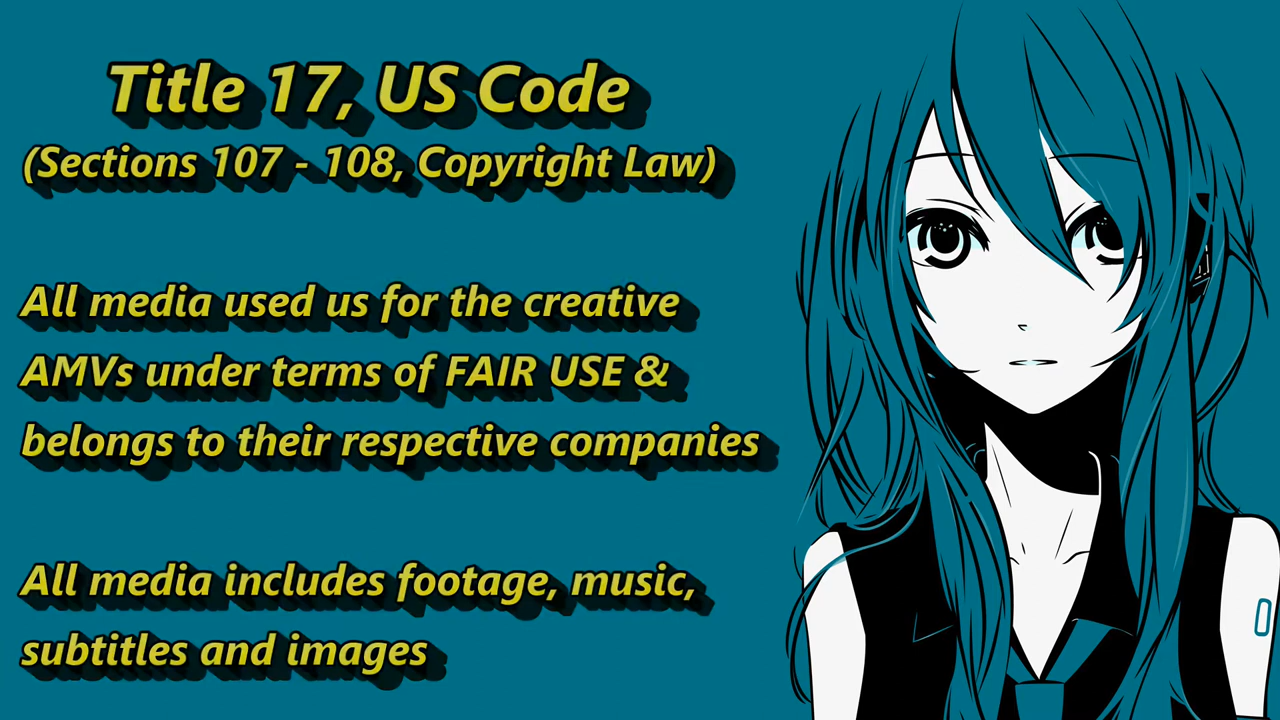 Title 17, US Code
(Sections 107 - 108, Copyright Law)
All media used us for the creative
AMVs under terms of FAIR USE &
belongs to their respective companies
All media includes footage, music,
subtitles and images